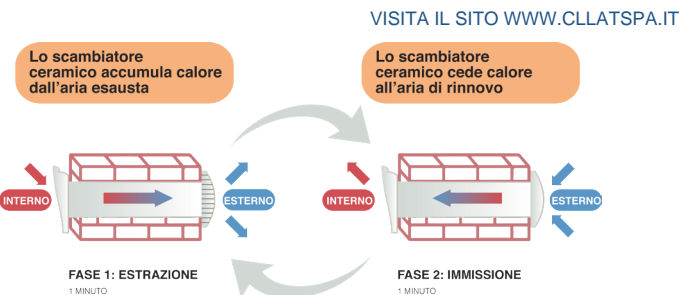 VISITA IL SITO WWW.CLLATSPA.IT
Lo scambiatore
ceramico accumula calore
dall'aria esausta
Lo scambiatore
ceramico cede calore
all'aria di rinnovo
INTERNO
ESTERNO
INTERNO
ESTERNO
FASE 1: ESTRAZIONE
1 MINUTO
FASE 2: IMMISSIONE
1 MINUTO